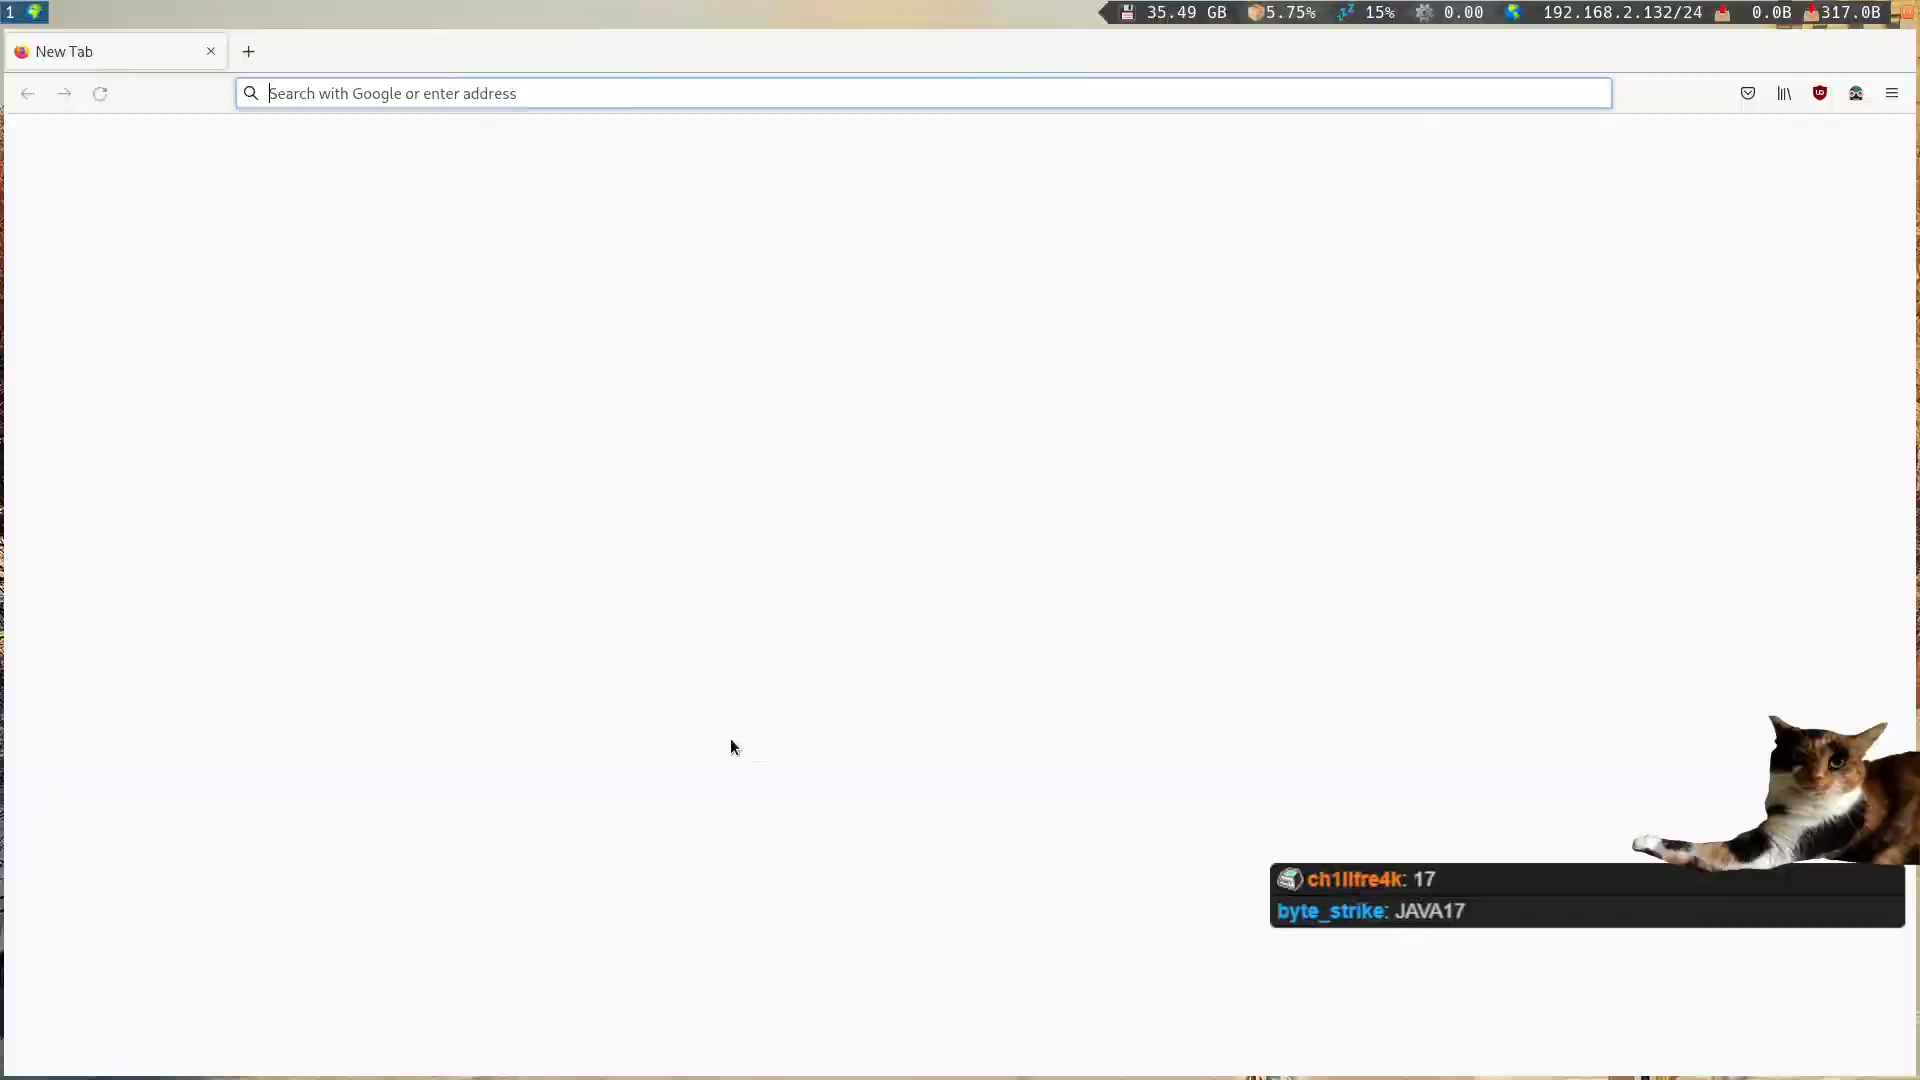 1
35.49 GB 5.75% 15% 0.00 192.168.2.132/24 0.0B 317.0B
New Tab
Search with Google or enter address
ch1llfre4k: 17
byte_strike: JAVA17